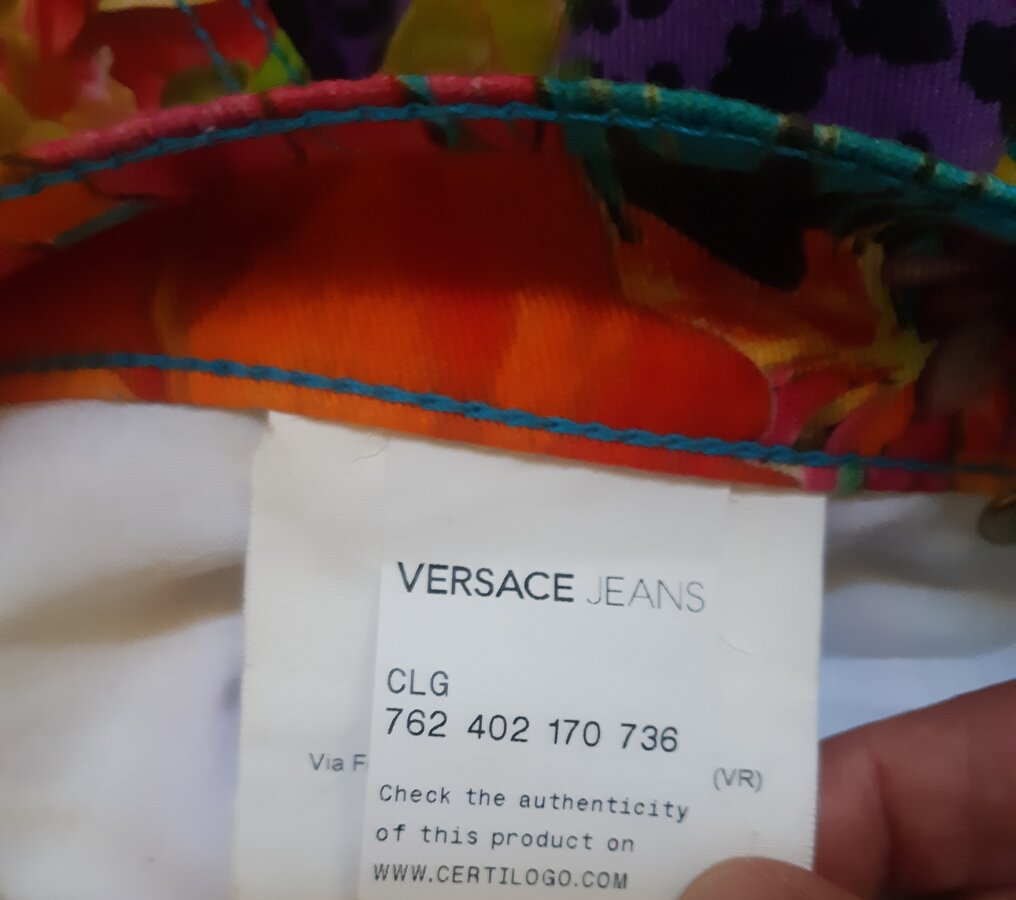 VERSACE JEANS
CLG
762 402 170 736
Via F
(VR)
Check the authenticity
of this product on
WWW.CERTILOGO.COM